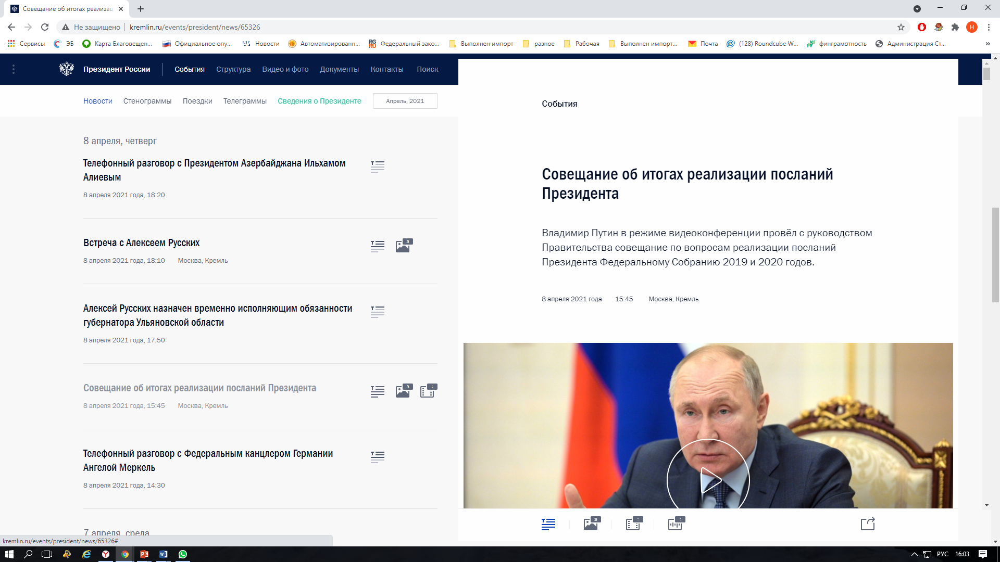 Совещание об итогах реализац
Не защищено
kremlin.ru/events/president/news/65326
Н
Сервисы
ЭБ
Карта Благовещен...
Официальное опу...
Новости
Автоматизированн...
Федеральный зако...
Выполнен импорт
разное
Рабочая
Выполнен импорт...
Почта
(128) Roundcube W...
финграмотность
Администрация Ст...
»
Президент России
События
Структура
Видео и фото
Документы
Контакты
Поиск
Новости
Стенограммы
Поездки
Телеграммы
Сведения о Президенте
Апрель, 2021
8 апреля, четверг
Телефонный разговор с Президентом Азербайджана Ильхамом
Алиевым
8 апреля 2021 года, 18:20
Встреча с Алексеем Русских
3
8 апреля 2021 года, 18:10
Москва, Кремль
Алексей Русских назначен временно исполняющим обязанности
губернатора Ульяновской области
8 апреля 2021 года, 17:50
Совещание об итогах реализации посланий Президента
3
8 апреля 2021 года, 15:45
Москва, Кремль
Телефонный разговор с Федеральным канцлером Германии
Ангелой Меркель
8 апреля 2021 года, 14:30
7 апреля, среда
kremlin.ru/events/president/news/65326#
События
Совещание об итогах реализации посланий
Президента
Владимир Путин в режиме видеоконференции провёл с руководством
Правительства совещание по вопросам реализации посланий
Президента Федеральному Собранию 2019 и 2020 годов.
8 апреля 2021 года
15:45
Москва, Кремль
3
РУС
16:03